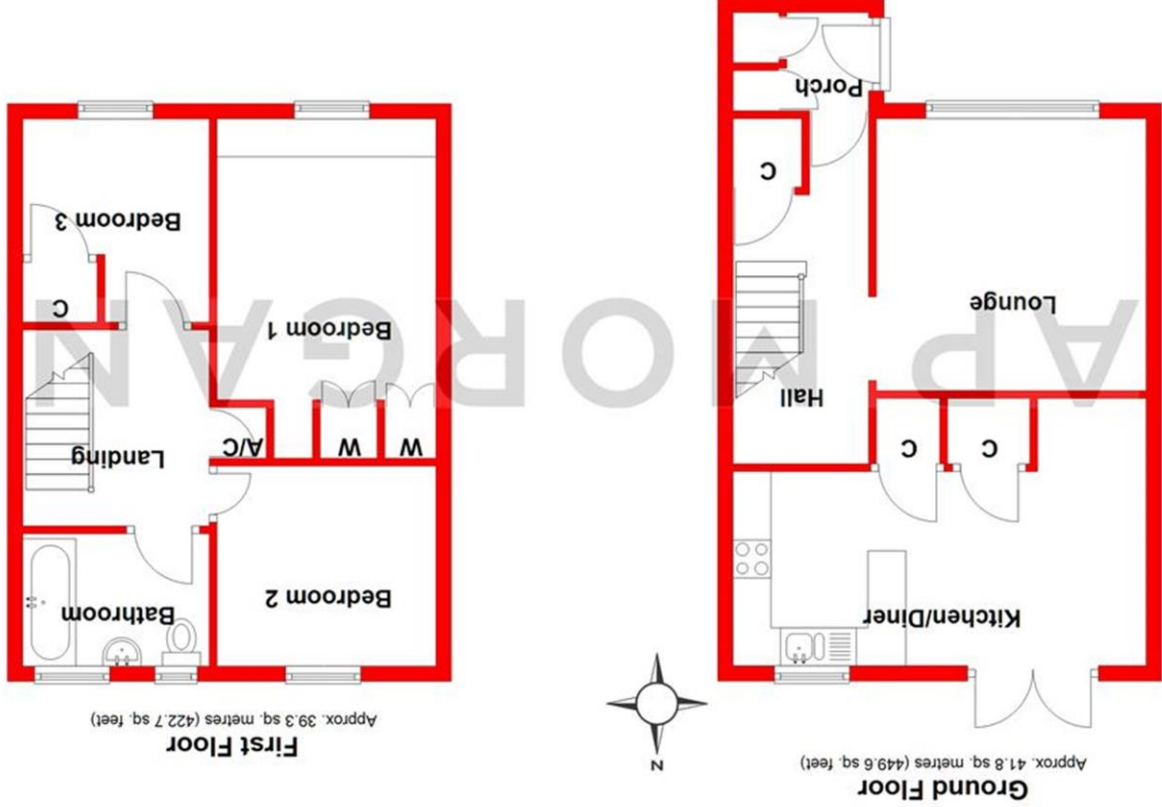 Ground Floor
Approx. 41.8 sq. metres (449.6 sq. feet)
Kitchen/Diner
C
C
Hall
Lounge
C
Porch
N
First Floor
Approx. 39.3 sq. metres (422.7 sq. feet)
Bedroom 2
Bathroom
W
W
A/C
Landing
Bedroom 1
C
Bedroom 3
AP MORGAN